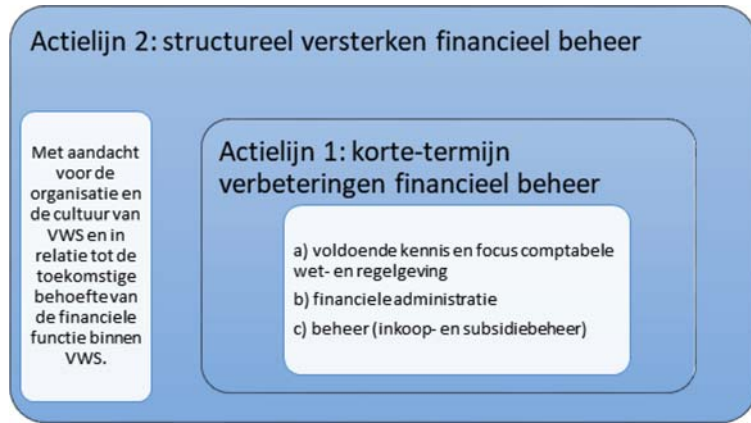 Actielijn 2: structureel versterken financieel beheer
Met aandacht
voor de
organisatie en
de cultuur van
VWS en in
relatie tot de
toekomstige
behoefte van
de financiele
functie binnen
VWS.
Actielijn 1: korte-termijn
verbeteringen financieel beheer
a) voldoende kennis en focus comptabele
wet- en regelgeving
b) financiele administratie
c) beheer (inkoop- en subsidiebeheer)